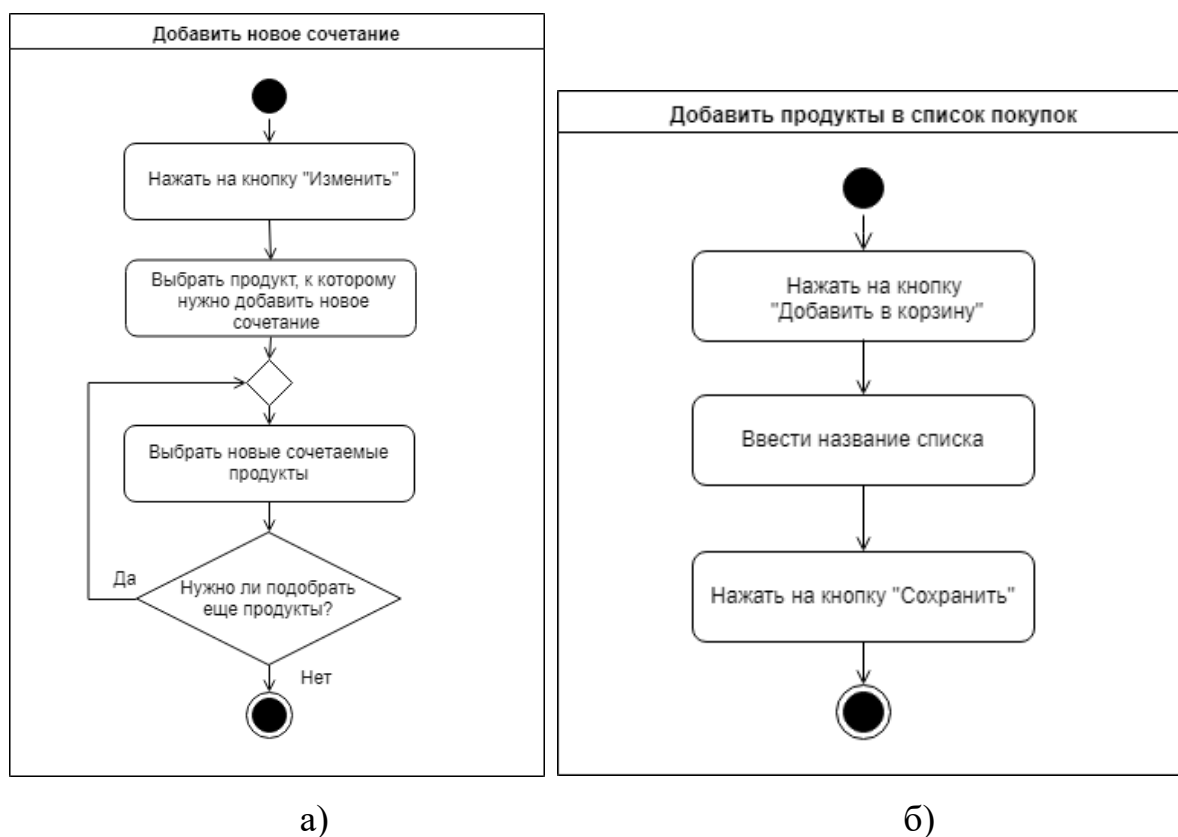 Добавить новое сочетание
Нажать на кнопку "Изменить"
Выбрать продукт, к которому
нужно добавить новое
сочетание
Выбрать новые сочетаемые
продукты
Да
Нужно ли подобрать
еще продукты?
Нет
а)
Добавить продукты в список покупок
Нажать на кнопку
"Добавить в корзину"
Ввести название списка
Нажать на кнопку "Сохранить"
б)